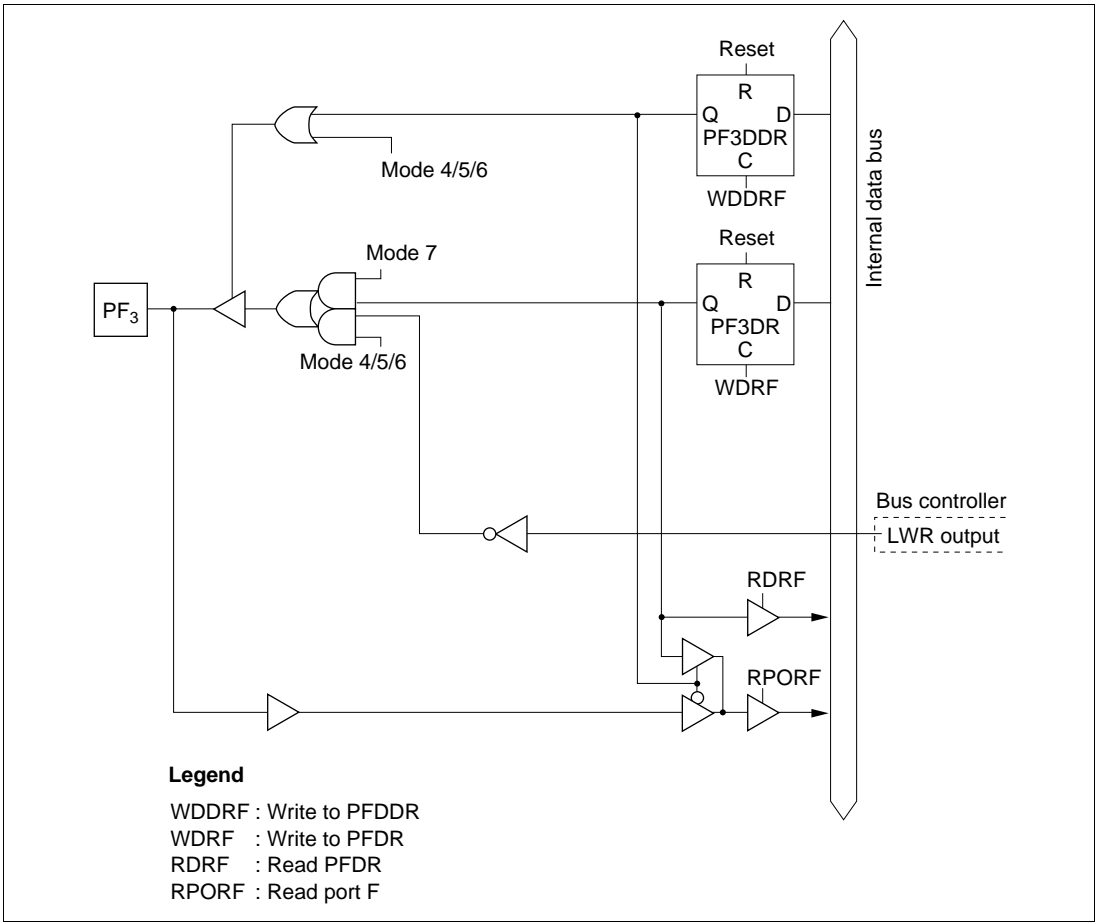 Reset
R
Q D
PF3DDR
C
WDDRF
Mode 4/5/6
Internal data bus
Reset
R
Q D
PF3DR
C
WDRF
Mode 7
PF3
Mode 4/5/6
Bus controller
LWR output
RDRF
RPORF
Legend
WDDRF : Write to PFDDR
WDRF : Write to PFDR
RDRF : Read PFDR
RPORF : Read port F